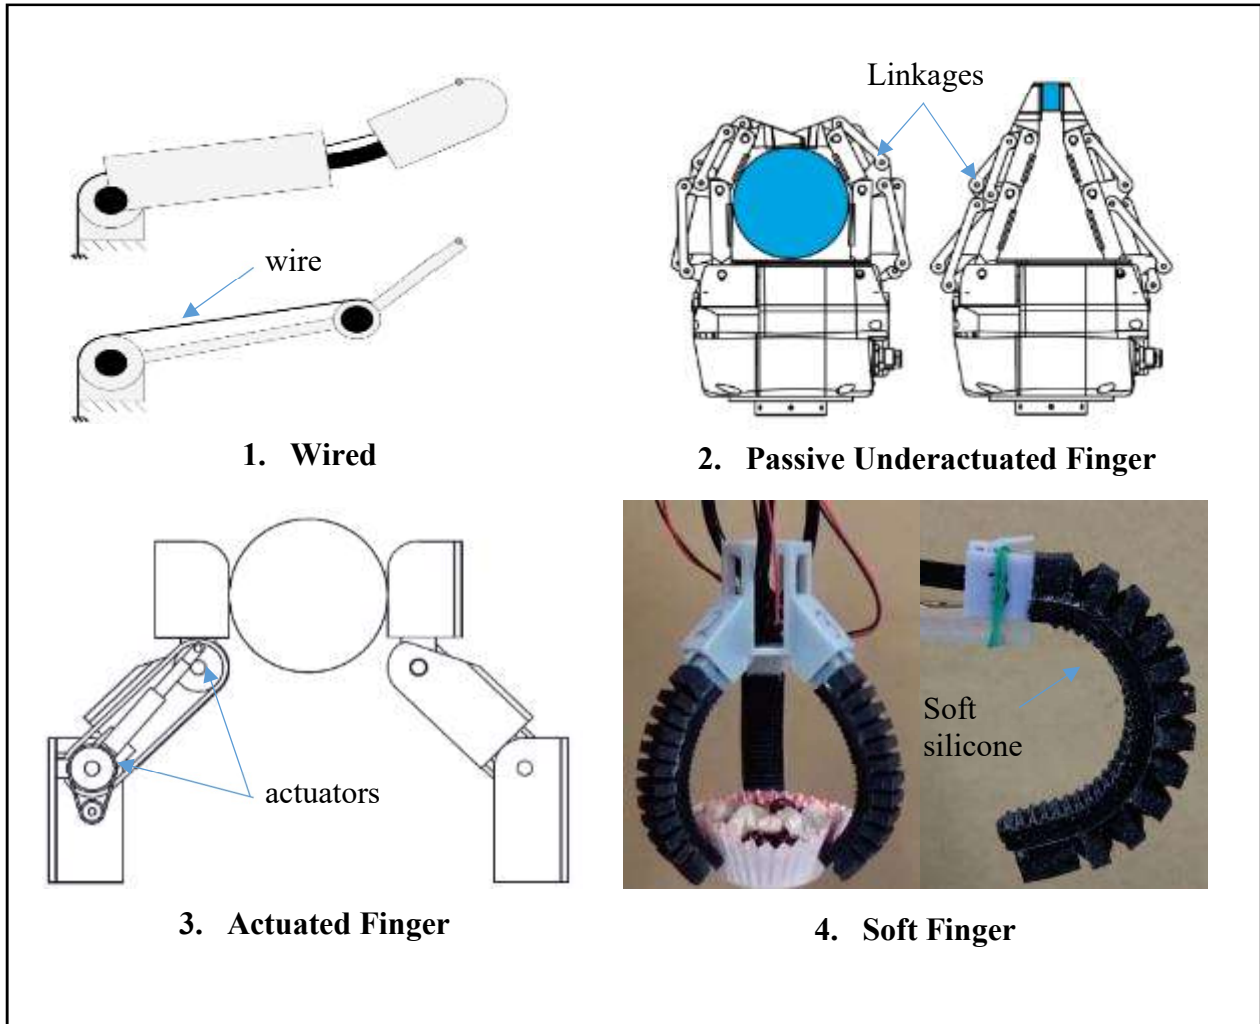 Linkages
wire
1. Wired
2. Passive Underactuated Finger
actuators
Soft
silicone
3. Actuated Finger
4. Soft Finger